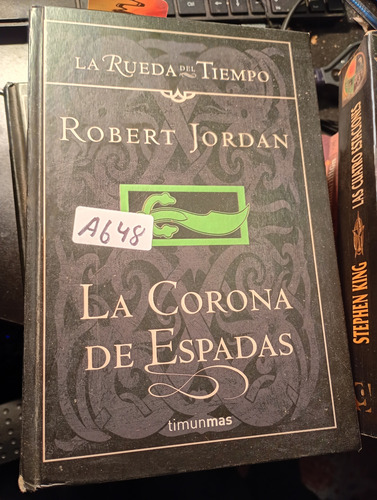 LA RUEDA DEL TIEMPO
ROBERT JORDAN
A648
LA CORONA
DE ESPADAS
timunmas
STEPHEN KING
LAS CUATRO ESTACIONES